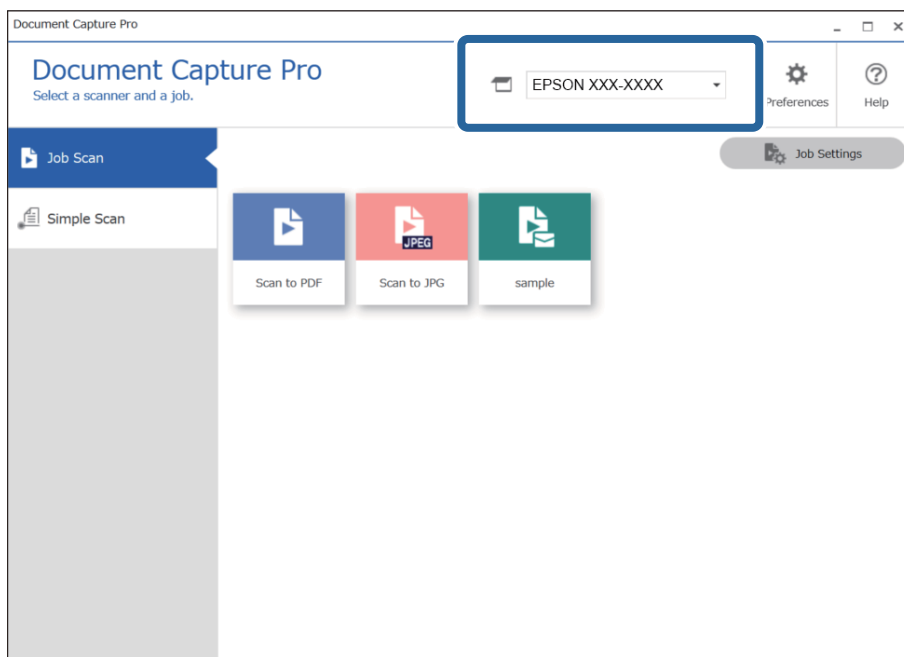 Document Capture Pro
Document Capture Pro
Select a scanner and a job.
EPSON XXX-XXXX
Preferences
Help
Job Scan
Job Settings
Simple Scan
JPEG
Scan to PDF
Scan to JPG
sample